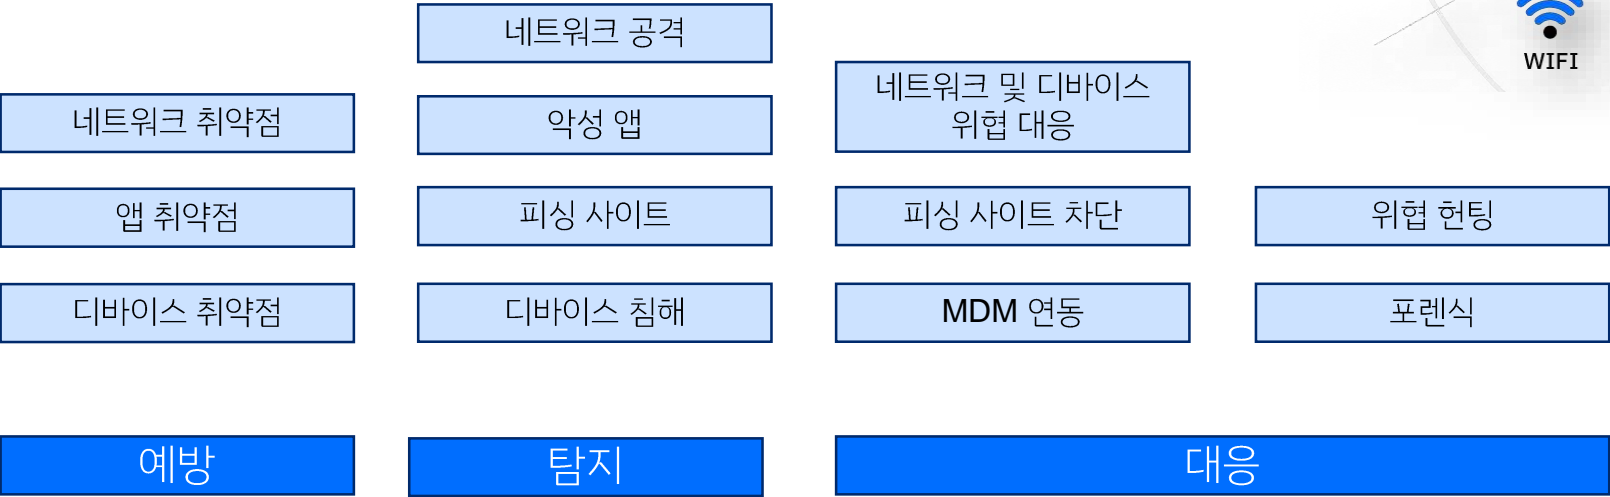 네트워크 공격
WIFI
네트워크 및 디바이스
위협 대응
네트워크 취약점
악성 앱
앱 취약점
피싱 사이트
피싱 사이트 차단
위협 헌팅
디바이스 취약점
디바이스 침해
MDM 연동
포렌식
예방
탐지
대응